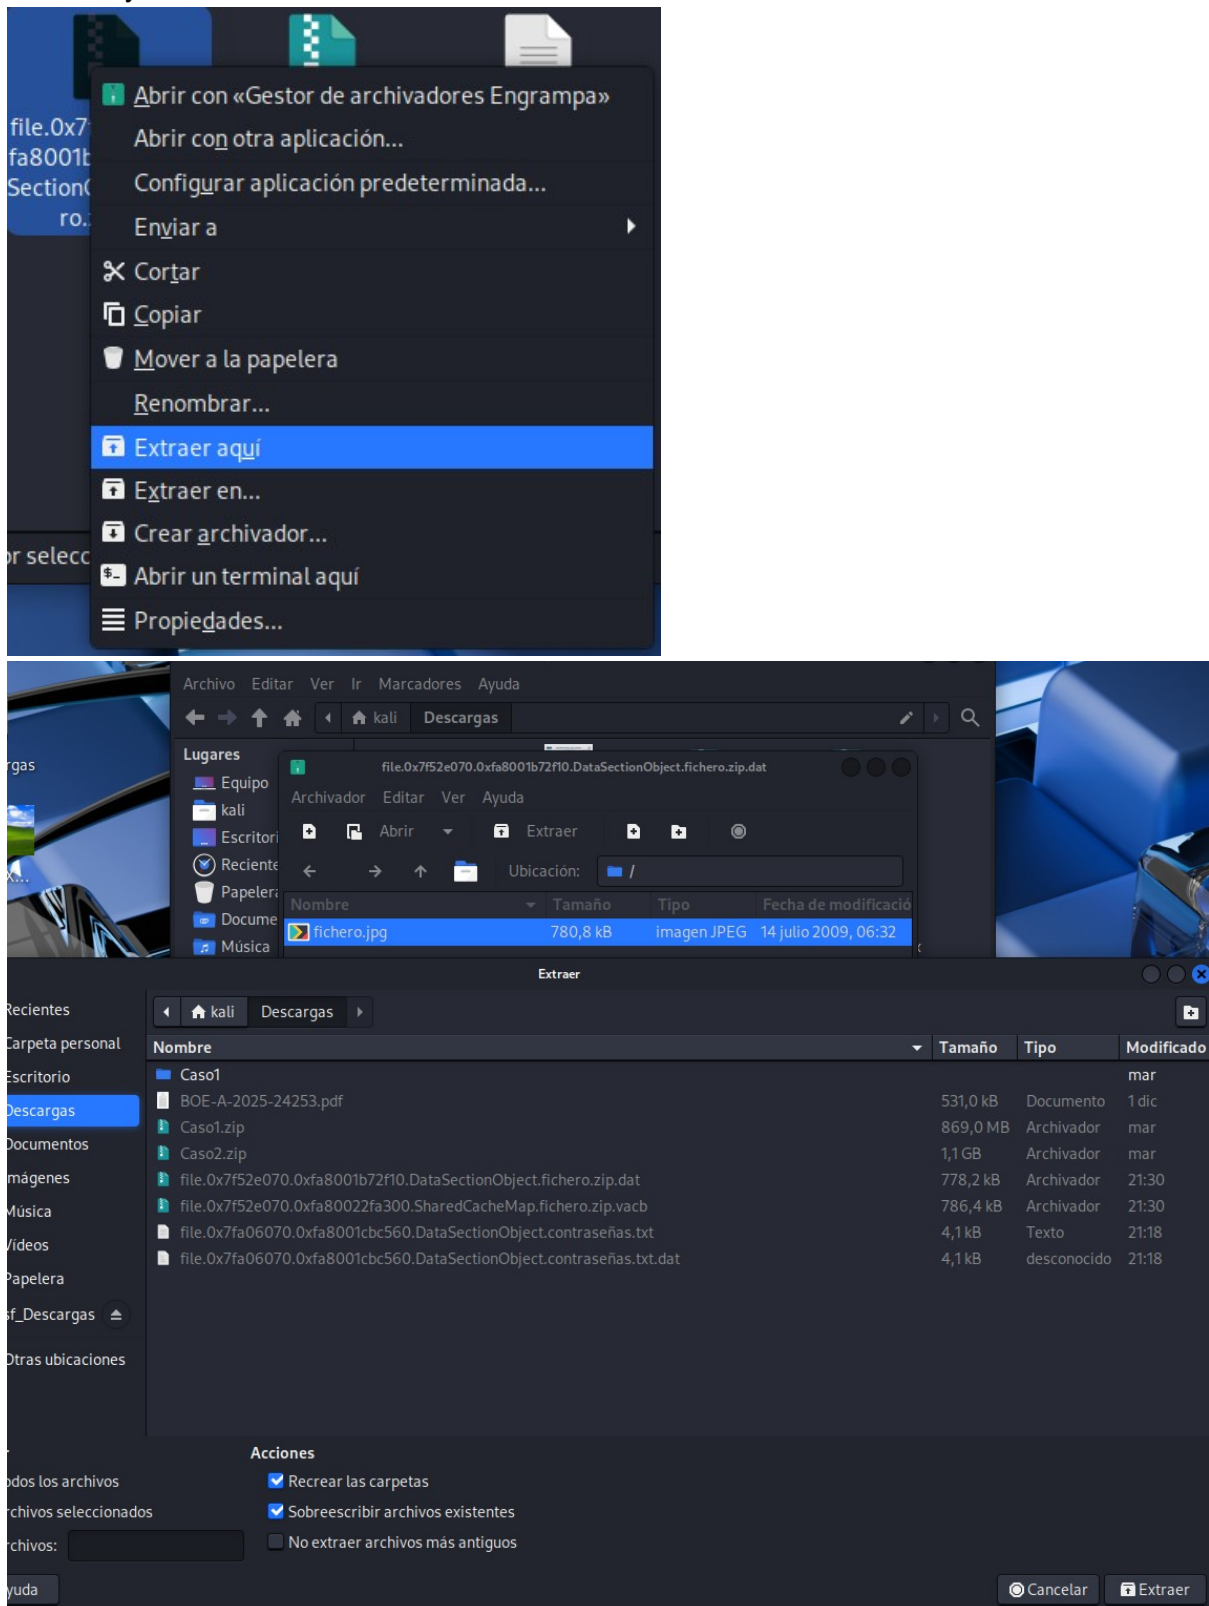 Abrir con «Gestor de archivadores Engrampa»
file.0x7
Abrir con otra aplicación...
fa8001b
Configurar aplicación predeterminada...
Section
ro.
Enviar a
Cortar
Copiar
Mover a la papelera
Renombrar...
Extraer aquí
Extraer en...
Crear archivador...
or selecc
Abrir un terminal aquí
Propiedades...
Archivo Editar Ver Ir Marcadores Ayuda
kali Descargas
Lugares
rgas
file.0x7f52e070.0xfa8001b72f10.DataSectionObject.fichero.zip.dat
Equipo
Archivador Editar Ver Ayuda
kali
Escritori
Abrir Extraer
Reciente
Ubicación: /
Papelera
Nombre Tamaño Tipo Fecha de modificació
Docume
fichero.jpg 780,8 kB imagen JPEG 14 julio 2009, 06:32
Música
Extraer
Recientes
kali Descargas
Carpeta personal
Nombre Tamaño Tipo Modificado
Escritorio
Caso1 mar
Descargas
BOE-A-2025-24253.pdf 531,0 kB Documento 1 dic
Caso1.zip 869,0 MB Archivador mar
Documentos
Caso2.zip 1,1 GB Archivador mar
mágenes
file.0x7f52e070.0xfa8001b72f10.DataSectionObject.fichero.zip.dat 778,2 kB Archivador 21:30
Música
file.0x7f52e070.0xfa80022fa300.SharedCacheMap.fichero.zip.vacb 786,4 kB Archivador 21:30
file.0x7fa06070.0xfa8001cbc560.DataSectionObject.contraseñas.txt 4,1 kB Texto 21:18
Vídeos
file.0x7fa06070.0xfa8001cbc560.DataSectionObject.contraseñas.txt.dat 4,1 kB desconocido 21:18
Papelera
sf_Descargas
Otras ubicaciones
Acciones
odos los archivos
Recrear las carpetas
rchivos seleccionados
Sobreescribir archivos existentes
rchivos:
No extraer archivos más antiguos
yuda
Cancelar Extraer